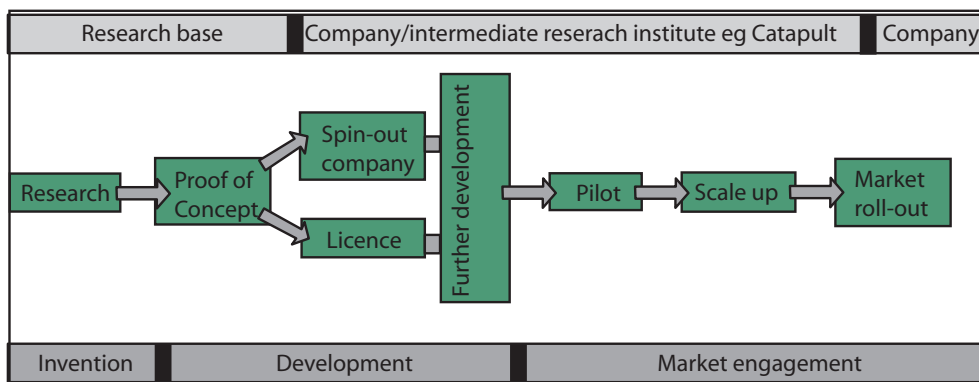 Research base
Company/intermediate reserach institute eg Catapult
Company
Research
Proof of
Concept
Spin-out
company
Licence
Further development
Pilot
Scale up
Market
roll-out
Invention
Development
Market engagement